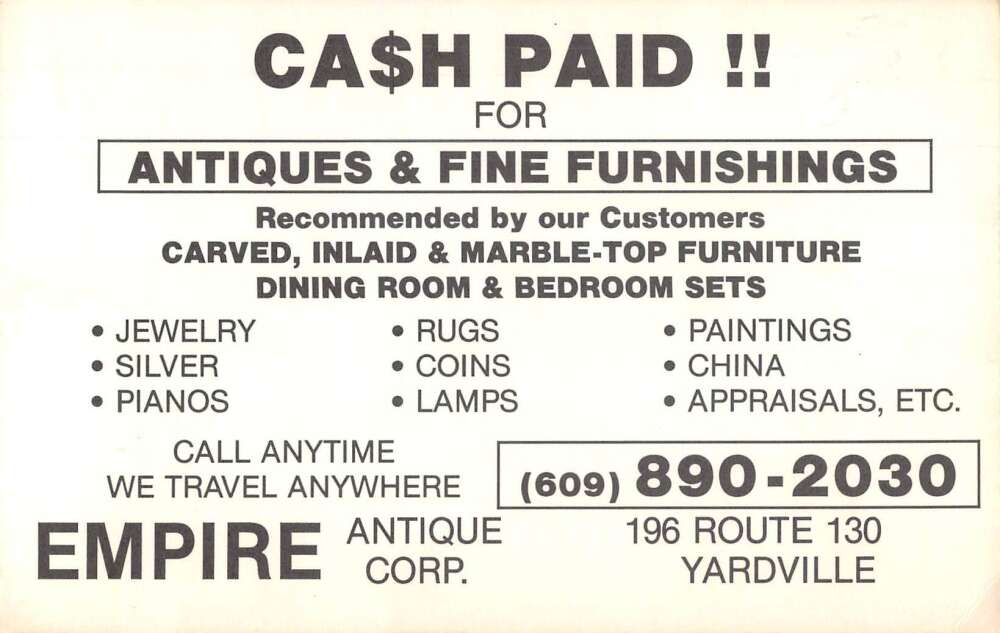 CA$H PAID !!
FOR
ANTIQUES & FINE FURNISHINGS
Recommended by our Customers
CARVED, INLAID & MARBLE-TOP FURNITURE
DINING ROOM & BEDROOM SETS
• JEWELRY • RUGS • PAINTINGS
• SILVER • COINS • CHINA
• PIANOS • LAMPS • APPRAISALS, ETC.
CALL ANYTIME
WE TRAVEL ANYWHERE
(609) 890-2030
EMPIRE ANTIQUE CORP.
196 ROUTE 130
YARDVILLE